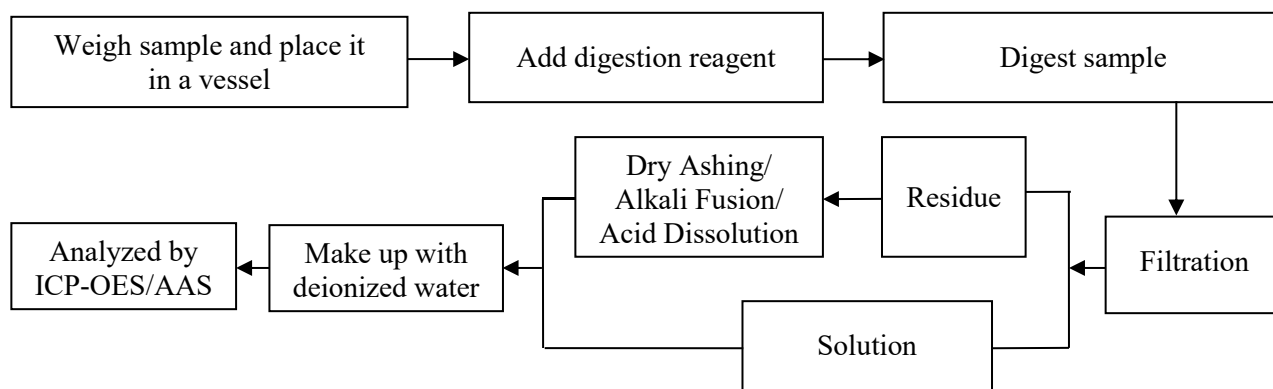 Weigh sample and place it
in a vessel
Add digestion reagent
Digest sample
Filtration
Residue
Solution
Dry Ashing/
Alkali Fusion/
Acid Dissolution
Make up with
deionized water
Analyzed by
ICP-OES/AAS